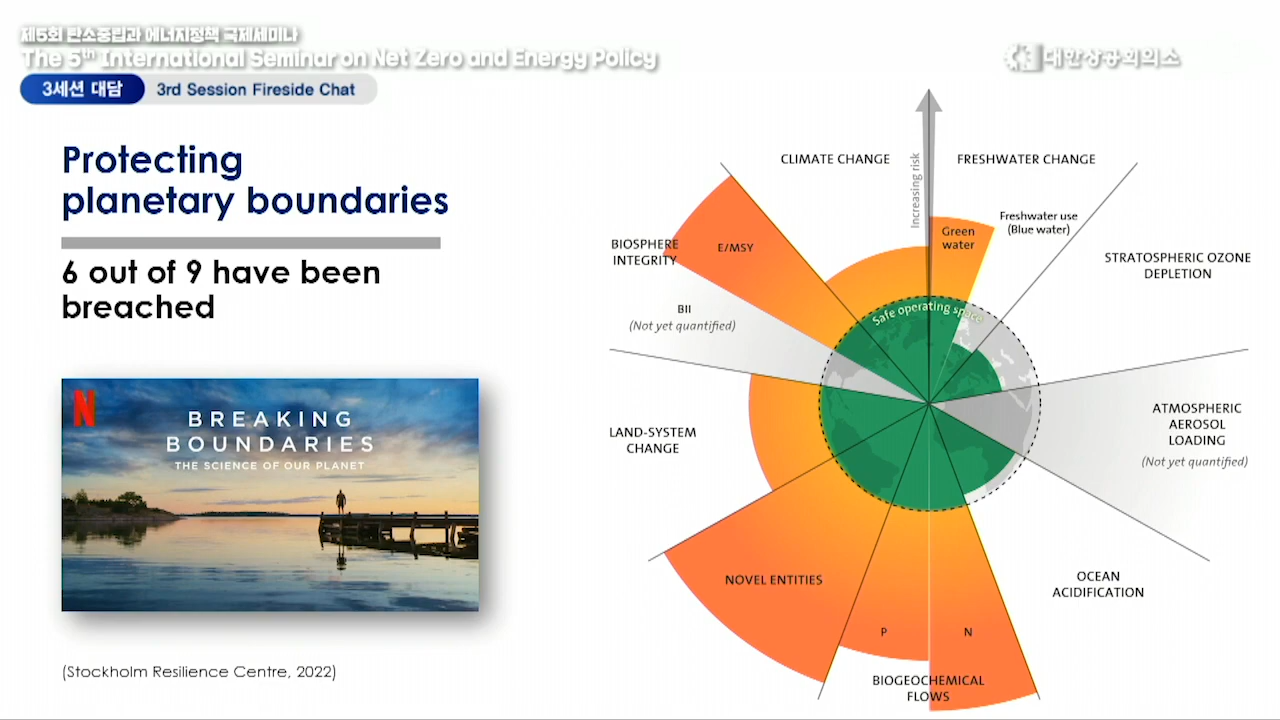 제5회 탄소중립과 에너지정책 국제세미나
The 5th International Seminar on Net Zero and Energy Policy
대한상공회의소
3세션 대담 3rd Session Fireside Chat
Protecting
planetary boundaries
6 out of 9 have been
breached
N
BREAKING
BOUNDARIES
THE SCIENCE OF OUR PLANET
(Stockholm Resilience Centre, 2022)
CLIMATE CHANGE
Increasing risk
FRESHWATER CHANGE
Green
water
Freshwater use
(Blue water)
STRATOSPHERIC OZONE
DEPLETION
BIOSPHERE
INTEGRITY
E/MSY
BII
(Not yet quantified)
Safe operating space
ATMOSPHERIC
AEROSOL
LOADING
(Not yet quantified)
LAND-SYSTEM
CHANGE
NOVEL ENTITIES
OCEAN
ACIDIFICATION
P
N
BIOGEOCHEMICAL
FLOWS